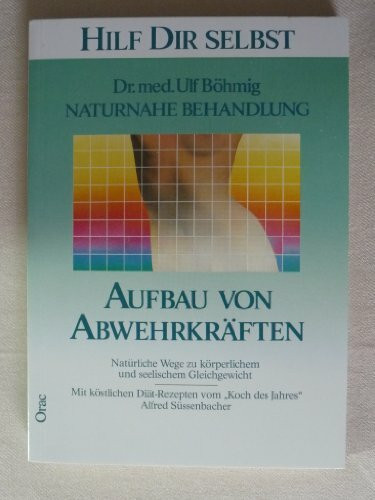 HILF DIR SELBST
Dr. med. Ulf Böhmig
NATURNAHE BEHANDLUNG
AUFBAU VON
ABWEHRKRÄFTEN
Natürliche Wege zu körperlichem
und seelischem Gleichgewicht
Mit köstlichen Diät-Rezepten vom „Koch des Jahres“
Alfred Süssenbacher
Orac